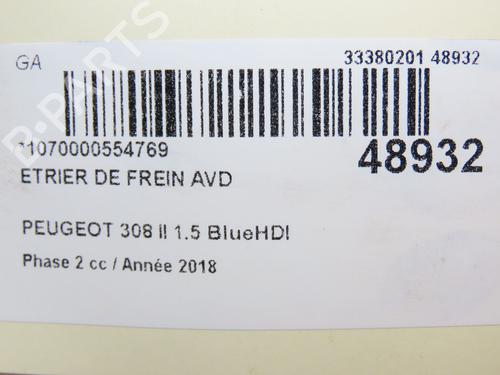 GA
33380201 48932
*1070000554769
48932
ETRIER DE FREIN AVD
PEUGEOT 308 II 1.5 BlueHDI
Phase 2 cc / Année 2018
B-PARTS